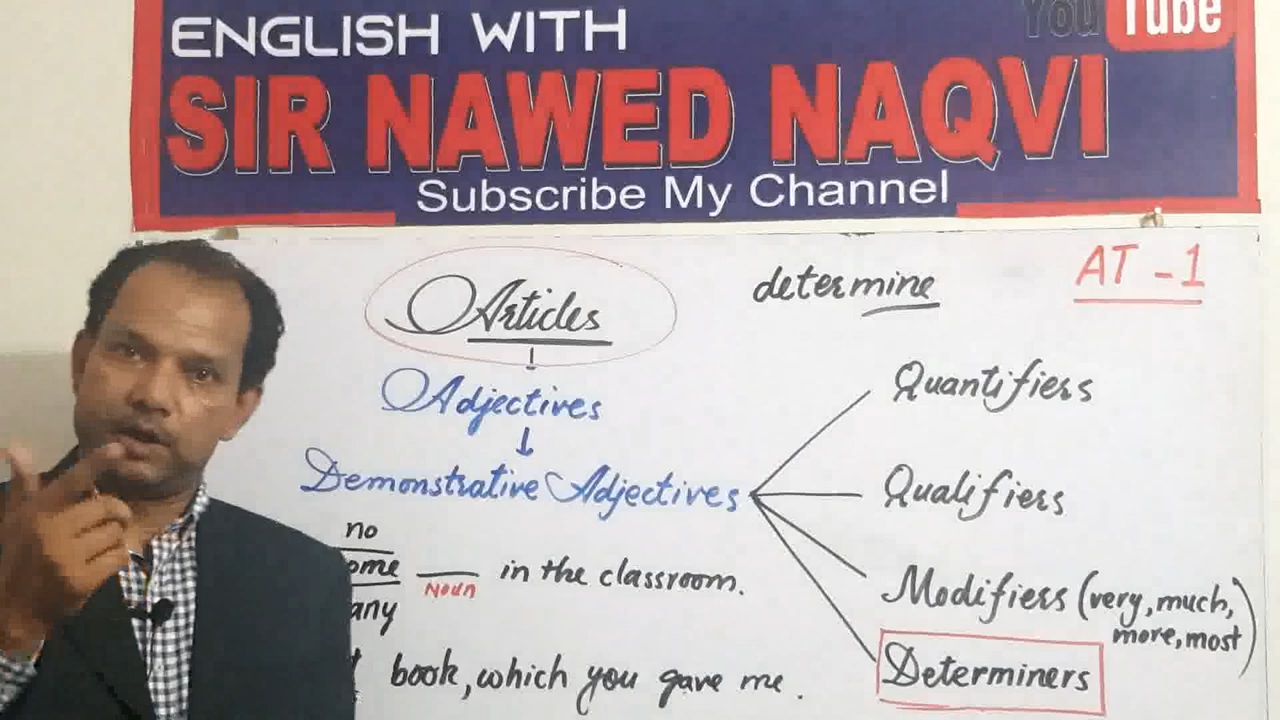 ENGLISH WITH
YouTube
SIR NAWED NAQVI
Subscribe My Channel
Articles
determine
AT-1
Adjectives
Demonstrative Adjectives
Quantifiers
Qualifiers
Modifiers (very, much, more, most)
Determiners
no
ome
any
Noun
in the classroom.
book, which you gave me.